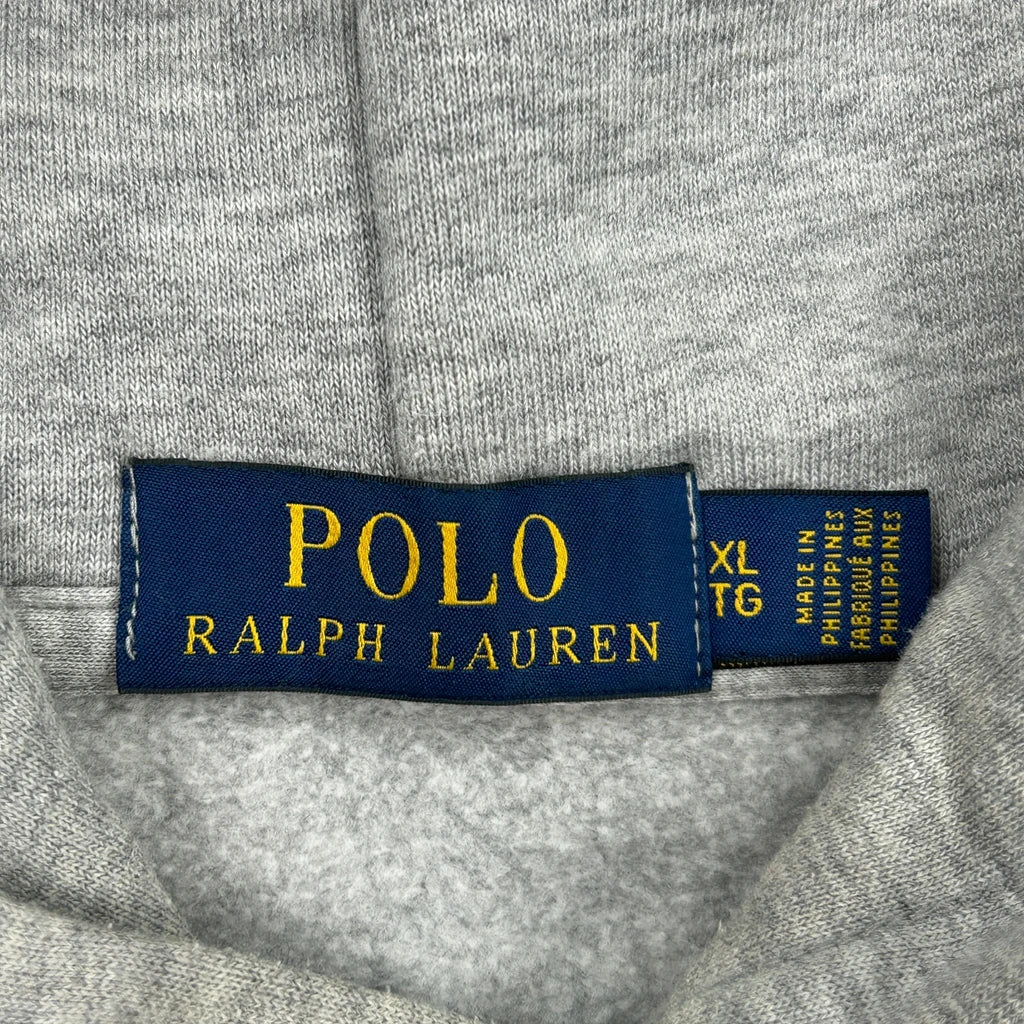 POLO
RALPH LAUREN
XL
TG
MADE IN
PHILIPPINES
FABRIQUÉ AUX
PHILIPPINES